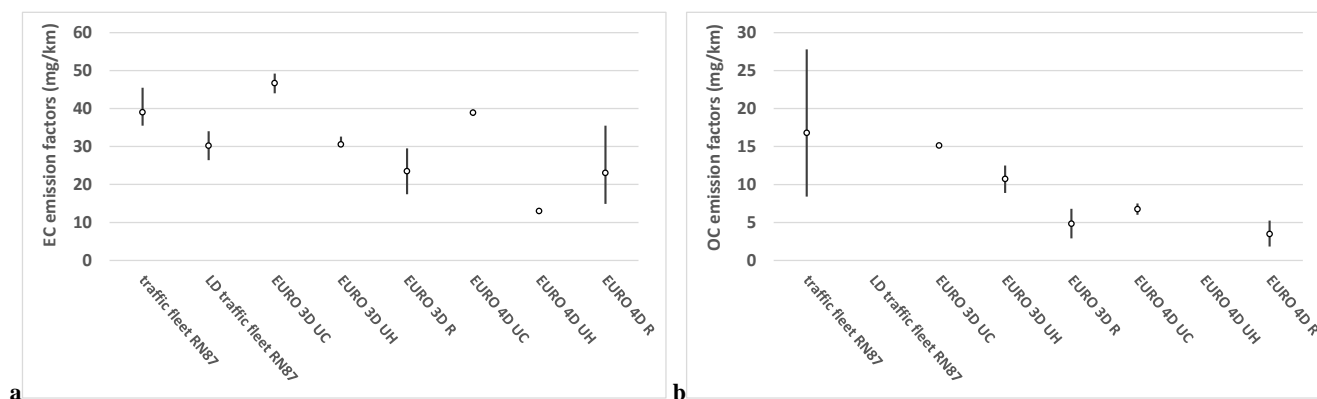 EC emission factors (mg/km)
60
50
40
30
20
10
0
traffic fleet RN87
LD traffic fleet RN87
EURO 3D UC
EURO 3D UH
EURO 3D R
EURO 4D UC
EURO 4D UH
EURO 4D R
a
OC emission factors (mg/km)
30
25
20
15
10
5
0
traffic fleet RN87
LD traffic fleet RN87
EURO 3D UC
EURO 3D UH
EURO 3D R
EURO 4D UC
EURO 4D UH
EURO 4D R
b